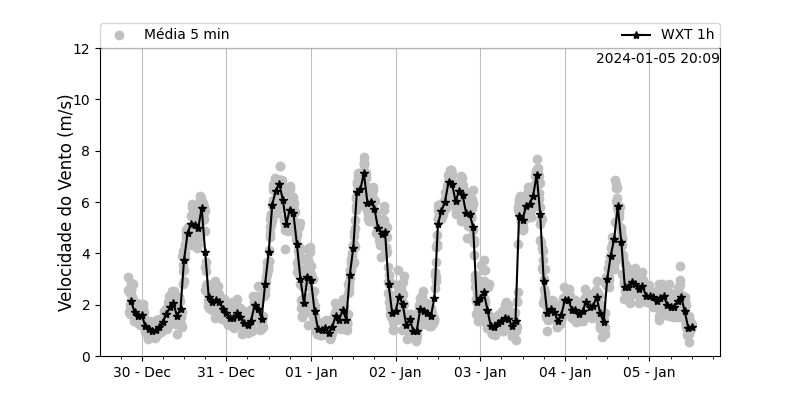 Média 5 min
WXT 1h
2024-01-05 20:09
Velocidade do Vento (m/s)
12
10
8
6
4
2
0
30 - Dec
31 - Dec
01 - Jan
02 - Jan
03 - Jan
04 - Jan
05 - Jan